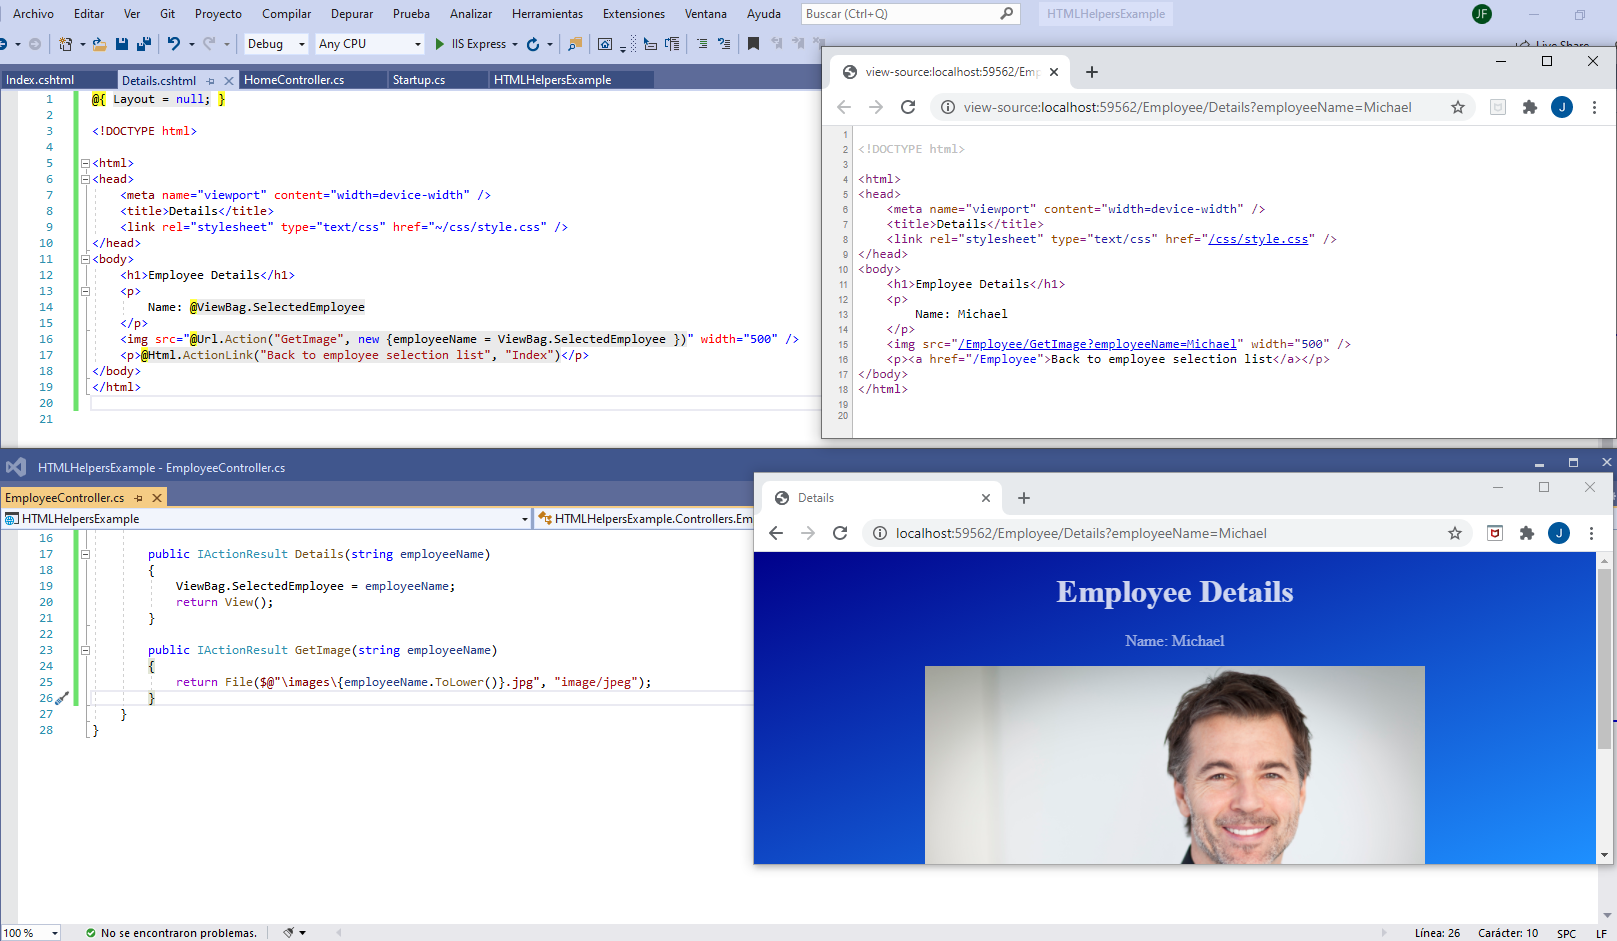 Archivo Editar Ver Git Proyecto Compilar Depurar Prueba Analizar Herramientas Extensiones Ventana Ayuda Buscar (Ctrl+Q) HTMLHelpersExample JF
Debug Any CPU IIS Express Live Share
Index.cshtml Details.cshtml HomeController.cs Startup.cs HTMLHelpersExample
1 @{ Layout = null; }
2
3 <!DOCTYPE html>
4
5 <html>
6 <head>
7 <meta name="viewport" content="width=device-width" />
8 <title>Details</title>
9 <link rel="stylesheet" type="text/css" href="~/css/style.css" />
10 </head>
11 <body>
12 <h1>Employee Details</h1>
13 <p>
14 Name: @ViewBag.SelectedEmployee
15 </p>
16 <img src="@Url.Action("GetImage", new {employeeName = ViewBag.SelectedEmployee })" width="500" />
17 <p>@Html.ActionLink("Back to employee selection list", "Index")</p>
18 </body>
19 </html>
20
21
view-source:localhost:59562/Emp
view-source:localhost:59562/Employee/Details?employeeName=Michael J
1
2 <!DOCTYPE html>
3
4 <html>
5 <head>
6 <meta name="viewport" content="width=device-width" />
7 <title>Details</title>
8 <link rel="stylesheet" type="text/css" href="/css/style.css" />
9 </head>
10 <body>
11 <h1>Employee Details</h1>
12 <p>
13 Name: Michael
14 </p>
15 <img src="/Employee/GetImage?employeeName=Michael" width="500" />
16 <p><a href="/Employee">Back to employee selection list</a></p>
17 </body>
18 </html>
19
20
HTMLHelpersExample - EmployeeController.cs
EmployeeController.cs
HTMLHelpersExample HTMLHelpersExample.Controllers.Em
16
17 public IActionResult Details(string employeeName)
18 {
19 ViewBag.SelectedEmployee = employeeName;
20 return View();
21 }
22
23 public IActionResult GetImage(string employeeName)
24 {
25 return File($@"\images\{employeeName.ToLower()}.jpg", "image/jpeg");
26 }
27 }
28 }
Details
localhost:59562/Employee/Details?employeeName=Michael J
Employee Details
Name: Michael
100 % No se encontraron problemas. Línea: 26 Carácter: 10 SPC LF